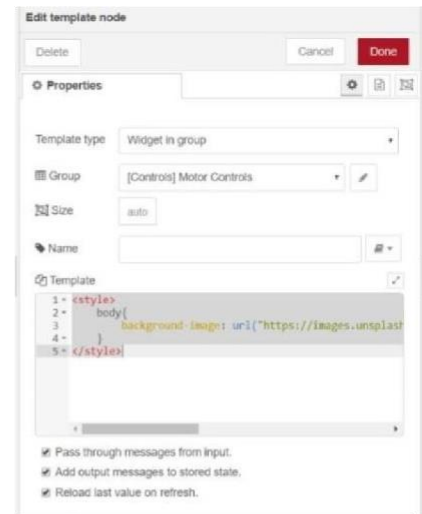 Edit template node
Delete Cancel Done
Properties
Template type Widget in group
Group [Controls] Motor Controls
Size auto
Name
Template
1 <style>
2 body{
3 background-image: url("https://images.unsplash
4 }
5 </style>
Pass through messages from input.
Add output messages to stored state.
Reload last value on refresh.